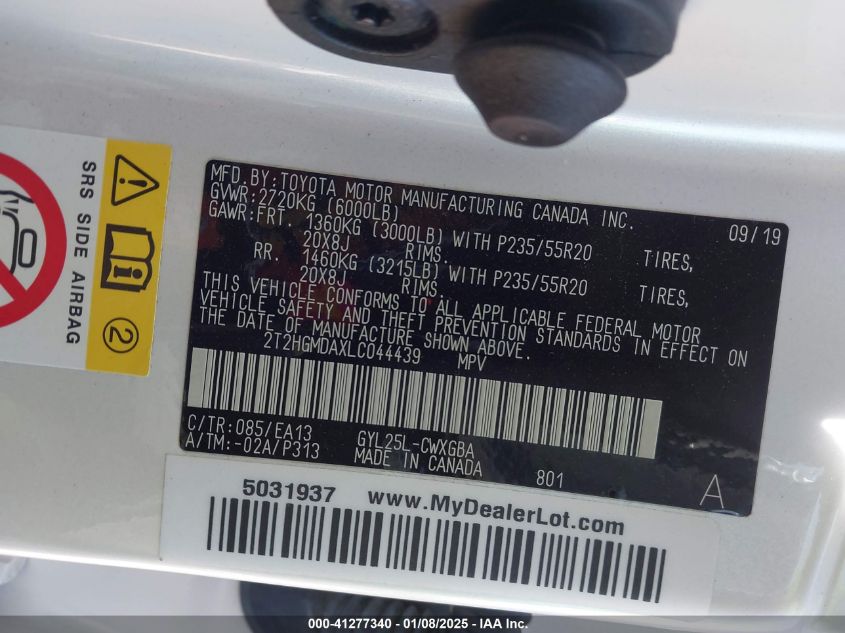 MFD.BY:TOYOTA MOTOR MANUFACTURING CANADA INC. 09/19
GVWR:2720KG (6000LB)
GAWR:FRT. 1360KG (3000LB) WITH P235/55R20 TIRES,
20X8J RIMS
RR. 1460KG (3215LB) WITH P235/55R20 TIRES,
20X8J RIMS.
THIS VEHICLE CONFORMS TO ALL APPLICABLE FEDERAL MOTOR
VEHICLE SAFETY AND THEFT PREVENTION STANDARDS IN EFFECT ON
THE DATE OF MANUFACTURE SHOWN ABOVE.
2T2HGMDAXLC044439 MPV
C/TR:085/EA13 GYL25L-CWXGBA
A/TM:-02A/P313 MADE IN CANADA 801 A
SRS SIDE AIRBAG
2
5031937 www.MyDealerLot.com
000-41277340 - 01/08/2025 - IAA Inc.